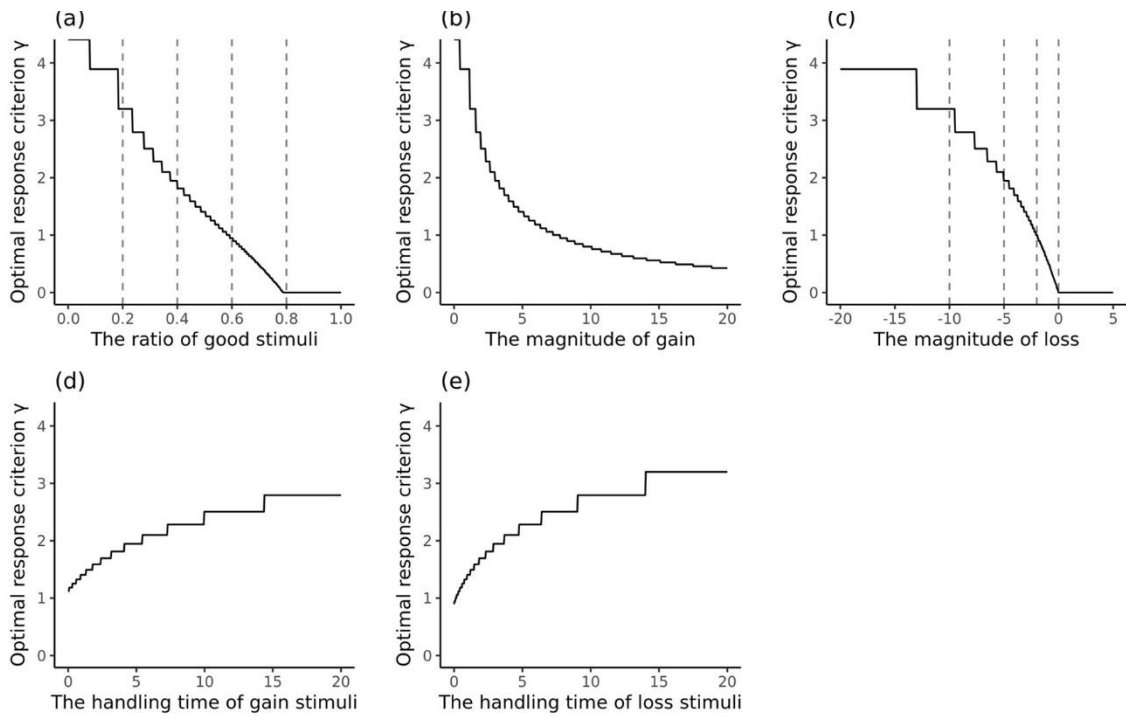 (a)
Optimal response criterion γ
4
3
2
1
0
0.0 0.2 0.4 0.6 0.8 1.0
The ratio of good stimuli
(b)
Optimal response criterion γ
4
3
2
1
0
0 5 10 15 20
The magnitude of gain
(c)
Optimal response criterion γ
4
3
2
1
0
-20 -15 -10 -5 0 5
The magnitude of loss
(d)
Optimal response criterion γ
4
3
2
1
0
0 5 10 15 20
The handling time of gain stimuli
(e)
Optimal response criterion γ
4
3
2
1
0
0 5 10 15 20
The handling time of loss stimuli